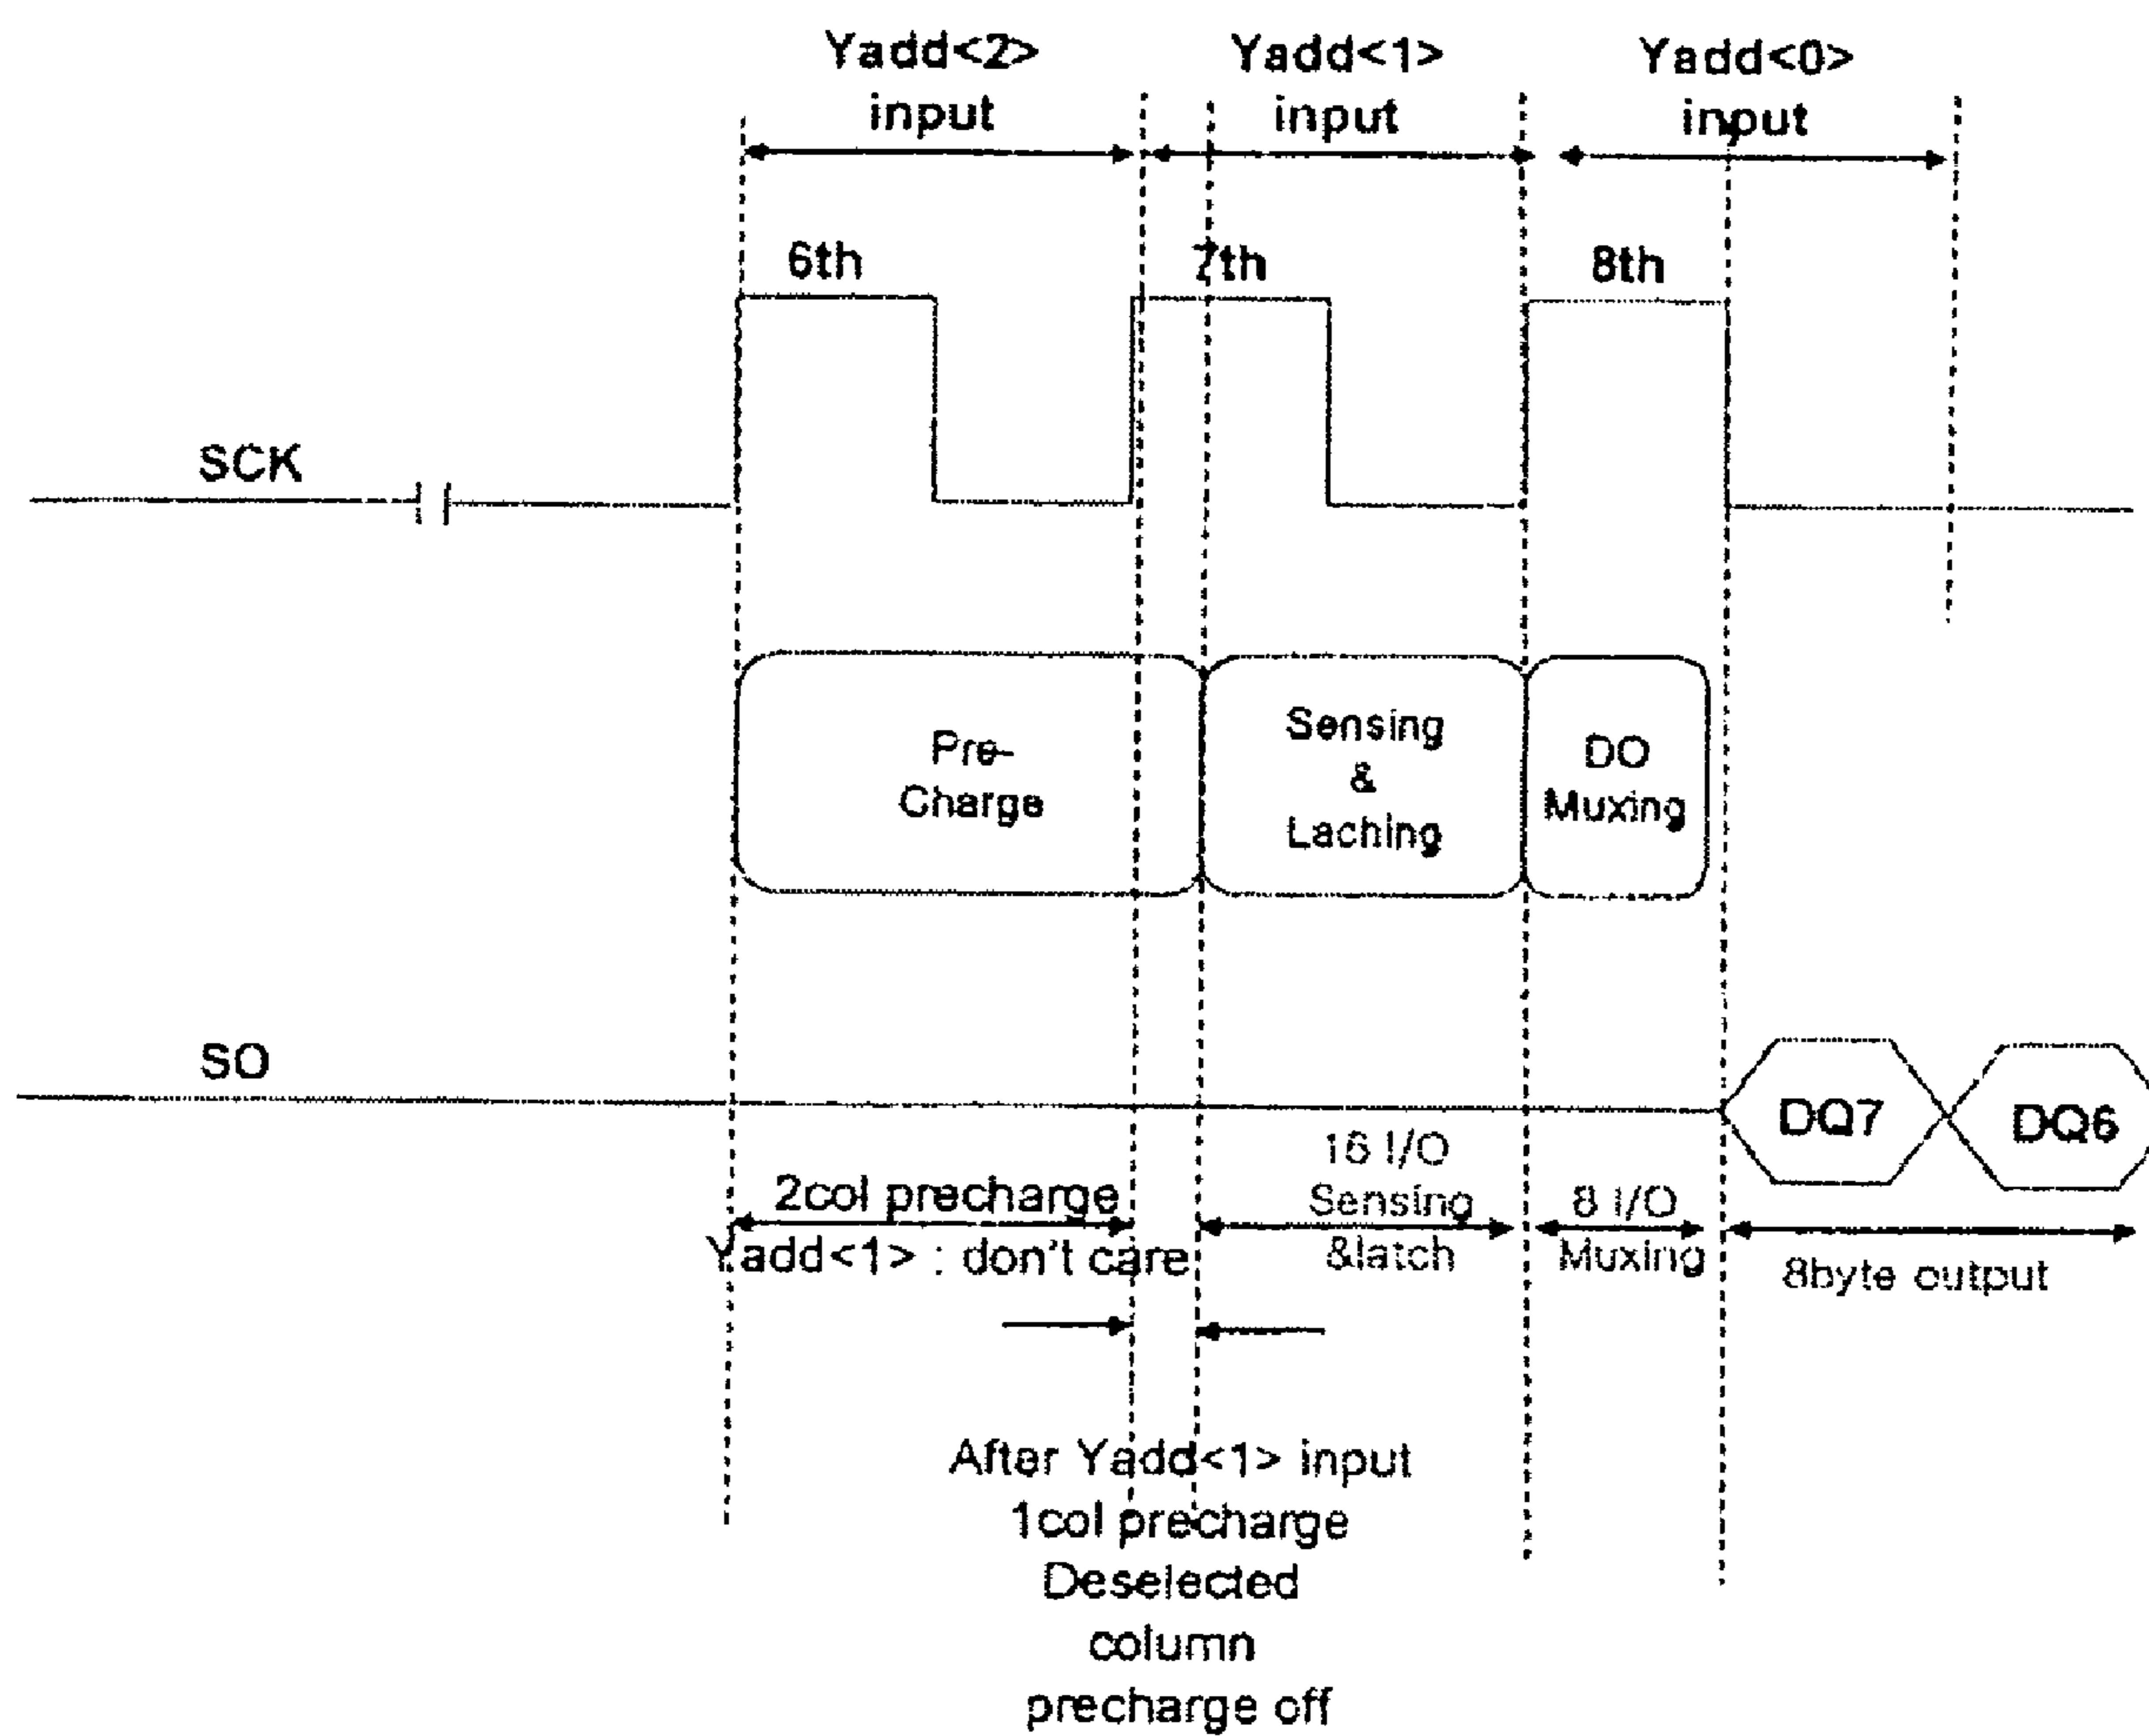 Yadd<2>
input
Yadd<1>
input
Yadd<0>
input
6th
7th
8th
SCK
Pre-
Charge
Sensing
&
Laching
DO
Muxing
SO
DQ7
DQ6
2col precharge
Yadd<1> : don't care
16 I/O
Sensing
&latch
8 I/O
Muxing
8byte output
After Yadd<1> input
1col precharge
Deselected
column
precharge off